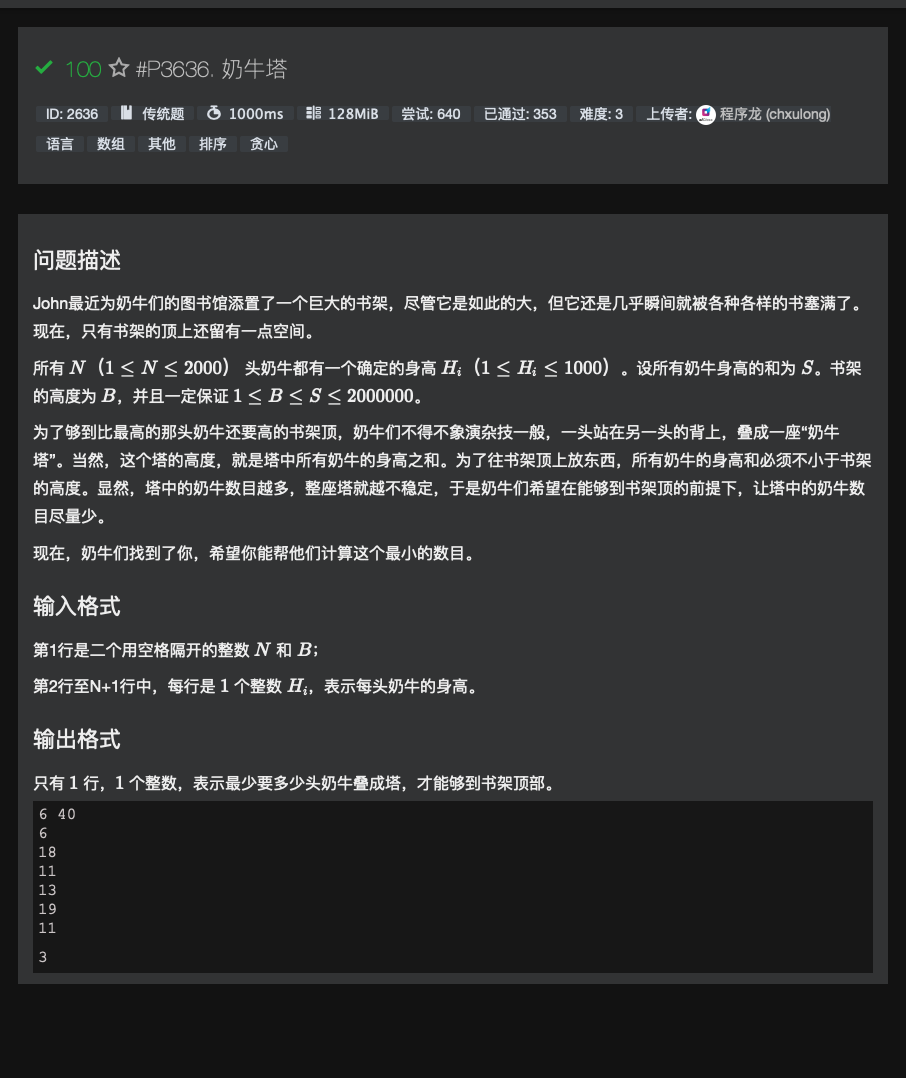 100 #P3636. 奶牛塔
ID: 2636 传统题 1000ms 128MiB 尝试: 640 已通过: 353 难度: 3 上传者: 程序龙 (chxulong)
语言 数组 其他 排序 贪心
问题描述
John最近为奶牛们的图书馆添置了一个巨大的书架，尽管它是如此的大，但它还是几乎瞬间就被各种各样的书塞满了。
现在，只有书架的顶上还留有一点空间。
所有 N（1 ≤ N ≤ 2000） 头奶牛都有一个确定的身高 Hi（1 ≤ Hi ≤ 1000）。设所有奶牛身高的和为 S。书架
的高度为 B，并且一定保证 1 ≤ B ≤ S ≤ 2000000。
为了够到比最高的那头奶牛还要高的书架顶，奶牛们不得不象演杂技一般，一头站在另一头的背上，叠成一座“奶牛
塔”。当然，这个塔的高度，就是塔中所有奶牛的身高之和。为了往书架顶上放东西，所有奶牛的身高和必须不小于书架
的高度。显然，塔中的奶牛数目越多，整座塔就越不稳定，于是奶牛们希望在能够到书架顶的前提下，让塔中的奶牛数
目尽量少。
现在，奶牛们找到了你，希望你能帮他们计算这个最小的数目。
输入格式
第1行是二个用空格隔开的整数 N 和 B；
第2行至N+1行中，每行是 1 个整数 Hi，表示每头奶牛的身高。
输出格式
只有 1 行，1 个整数，表示最少要多少头奶牛叠成塔，才能够到书架顶部。
6 40
6
18
11
13
19
11
3